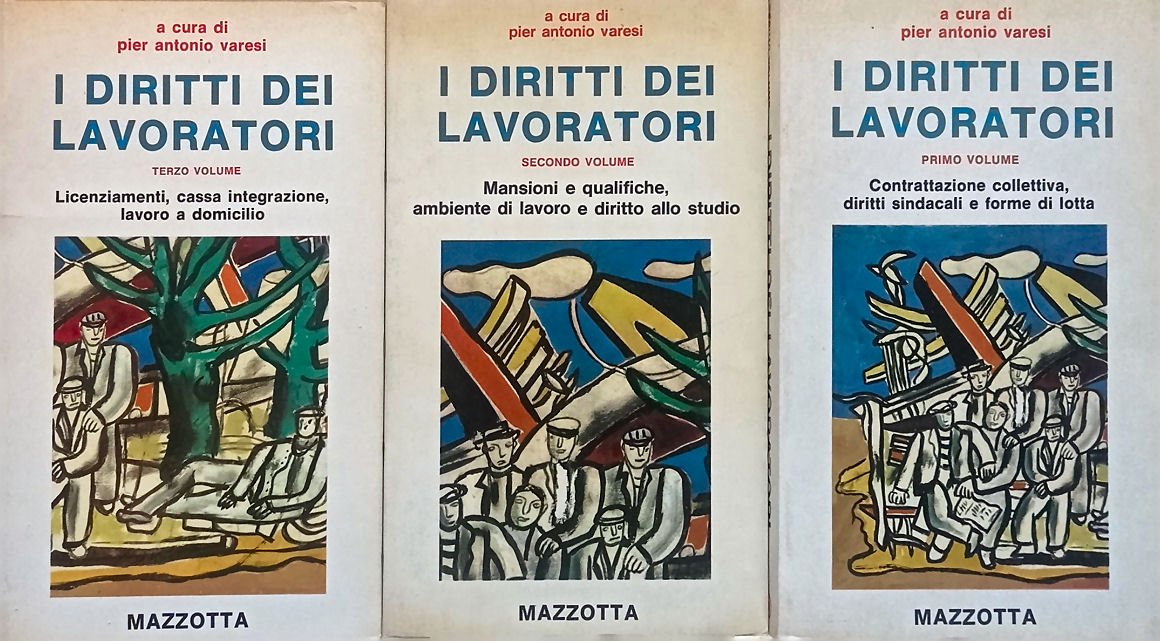 a cura di
pier antonio varesi
I DIRITTI DEI
LAVORATORI
TERZO VOLUME
Licenziamenti, cassa integrazione,
lavoro a domicilio
MAZZOTTA
a cura di
pier antonio varesi
I DIRITTI DEI
LAVORATORI
SECONDO VOLUME
Mansioni e qualifiche,
ambiente di lavoro e diritto allo studio
MAZZOTTA
a cura di
pier antonio varesi
I DIRITTI DEI
LAVORATORI
PRIMO VOLUME
Contrattazione collettiva,
diritti sindacali e forme di lotta
MAZZOTTA